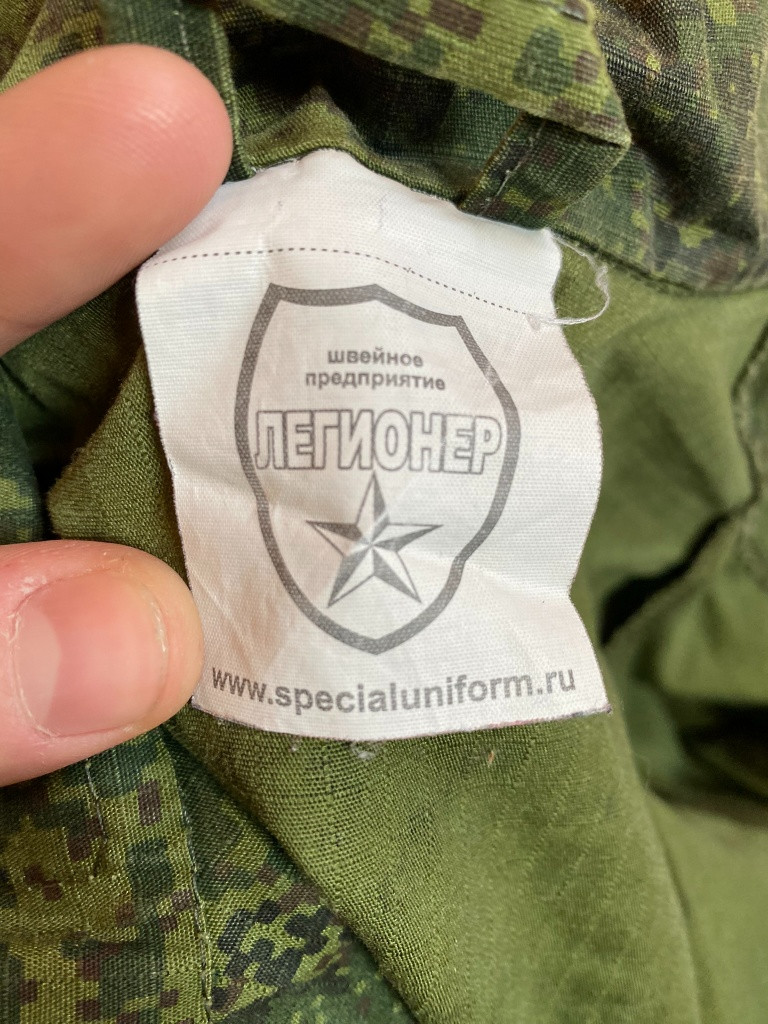 швейное
предприятие
ЛЕГИОНЕР
www.specialuniform.ru